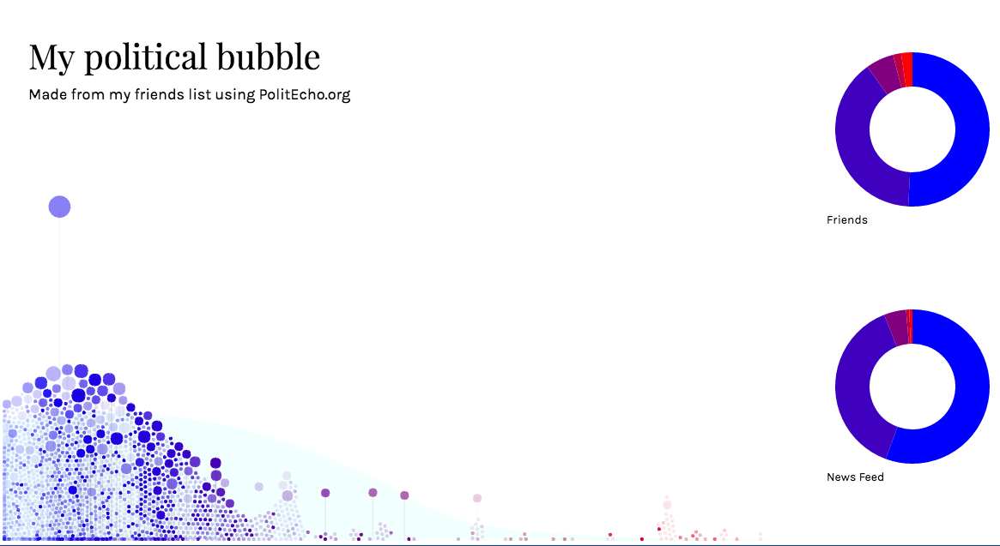 My political bubble
Made from my friends list using PolitEcho.org
Friends
News Feed